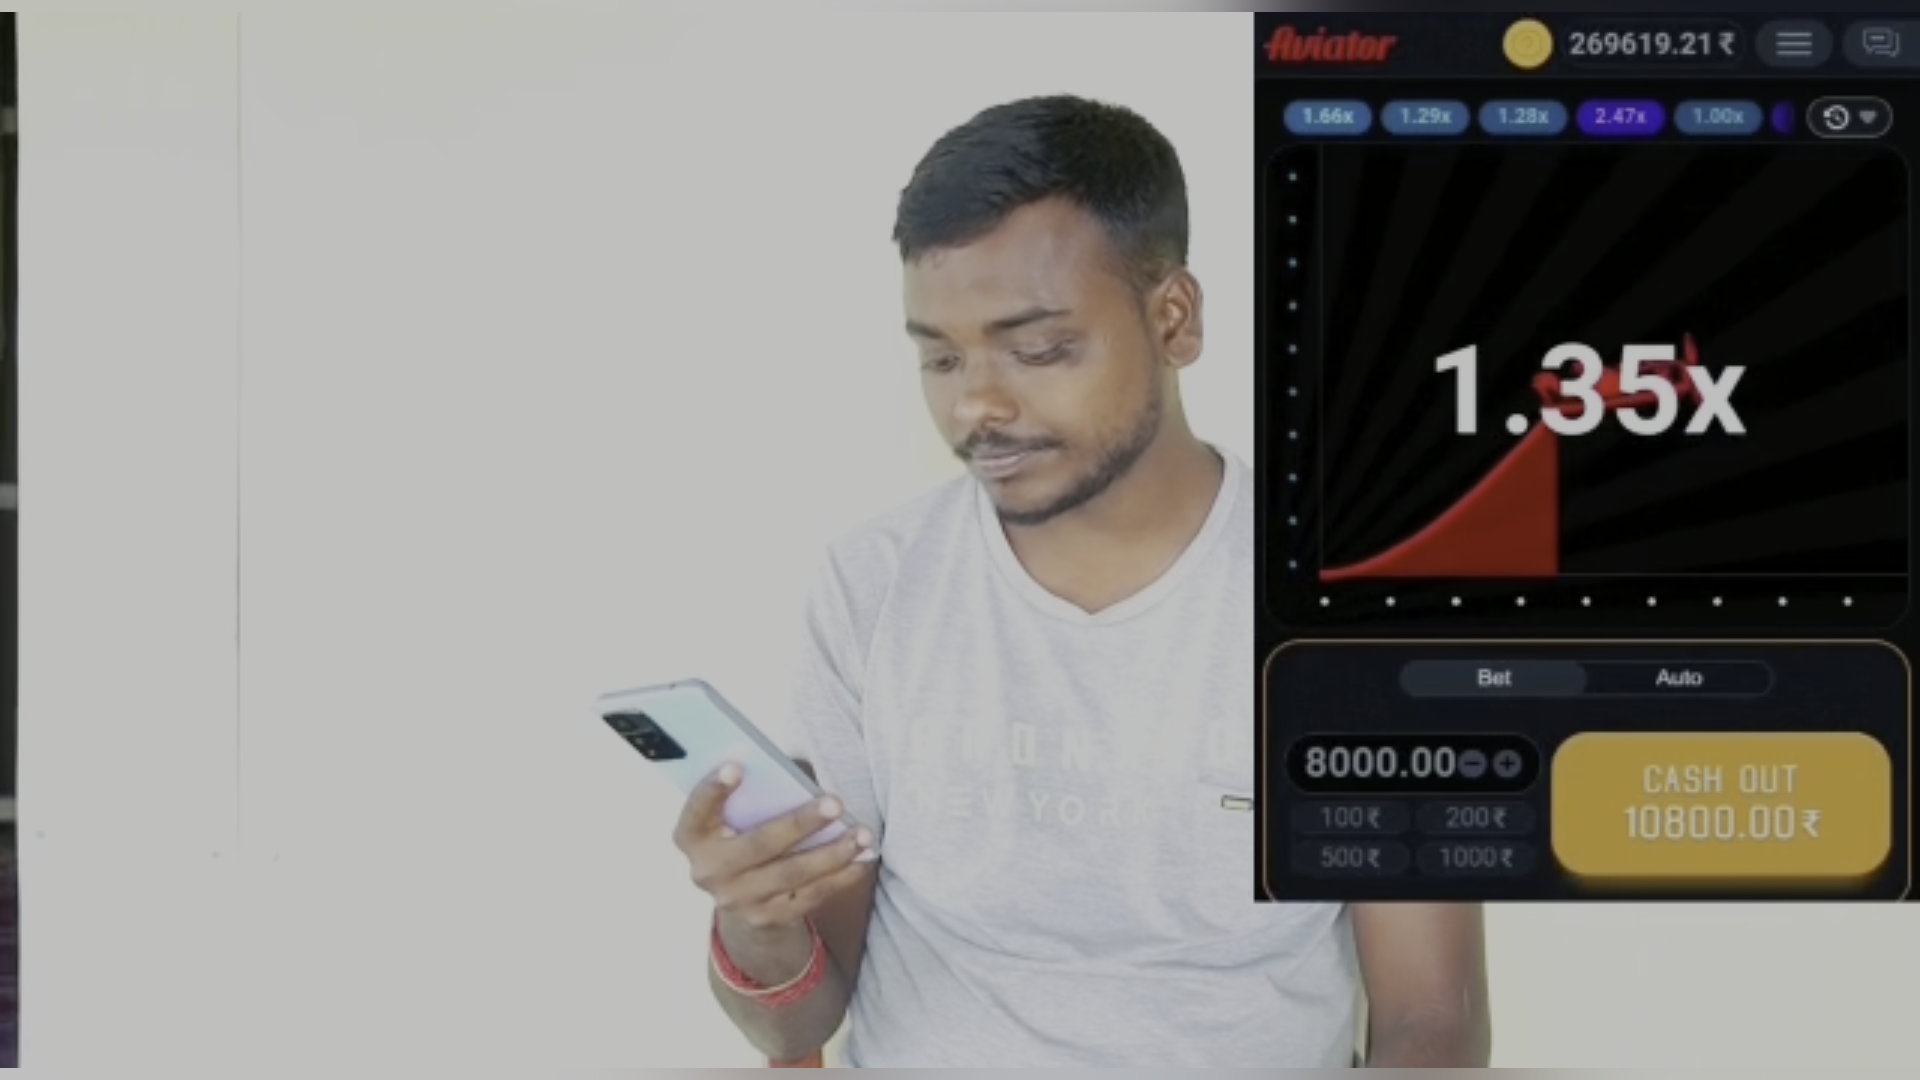 Aviator
269619.21₹
1.66x 1.29x 1.28x 2.47x 1.00x
1.35x
Bet Auto
8000.00
100₹ 200₹
500₹ 1000₹
CASH OUT
10800.00₹
NEW YORK